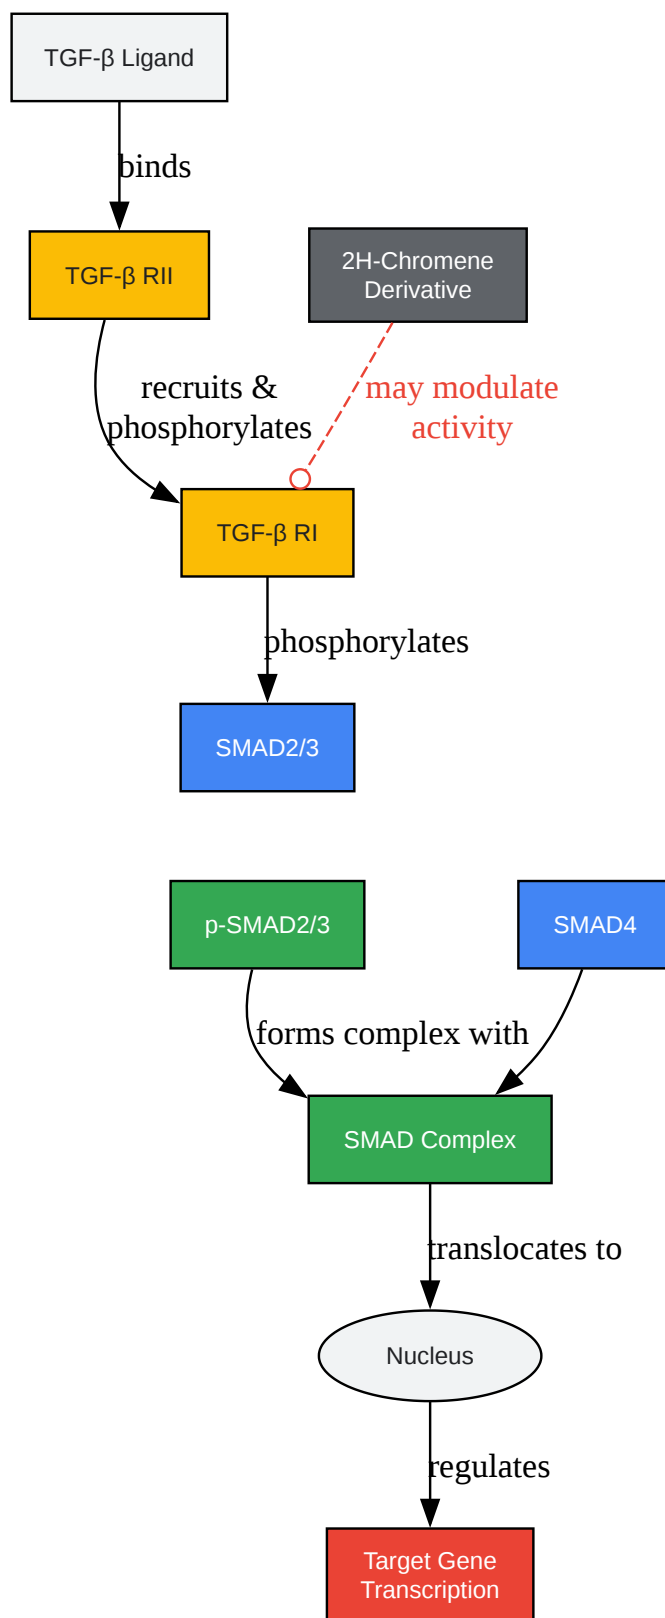 TGF-β Ligand
binds
TGF-β RII
2H-Chromene
Derivative
recruits &
phosphorylates
may modulate
activity
TGF-β RI
phosphorylates
SMAD2/3
p-SMAD2/3
SMAD4
forms complex with
SMAD Complex
translocates to
Nucleus
regulates
Target Gene
Transcription